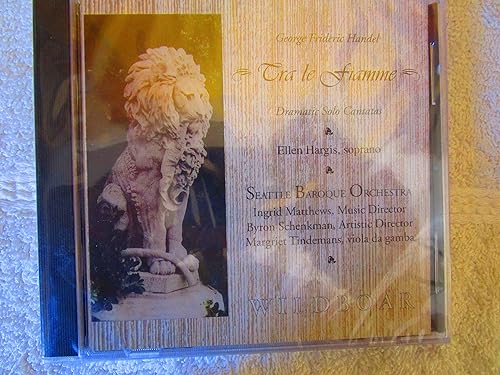 George Frideric Handel
Tra le Fiamme
Dramatic Solo Cantatas
Ellen Hargis, soprano
Seattle Baroque Orchestra
Ingrid Matthews, Music Director
Byron Schenkman, Artistic Director
Margriet Tindemans, viola da gamba
WILDBOAR